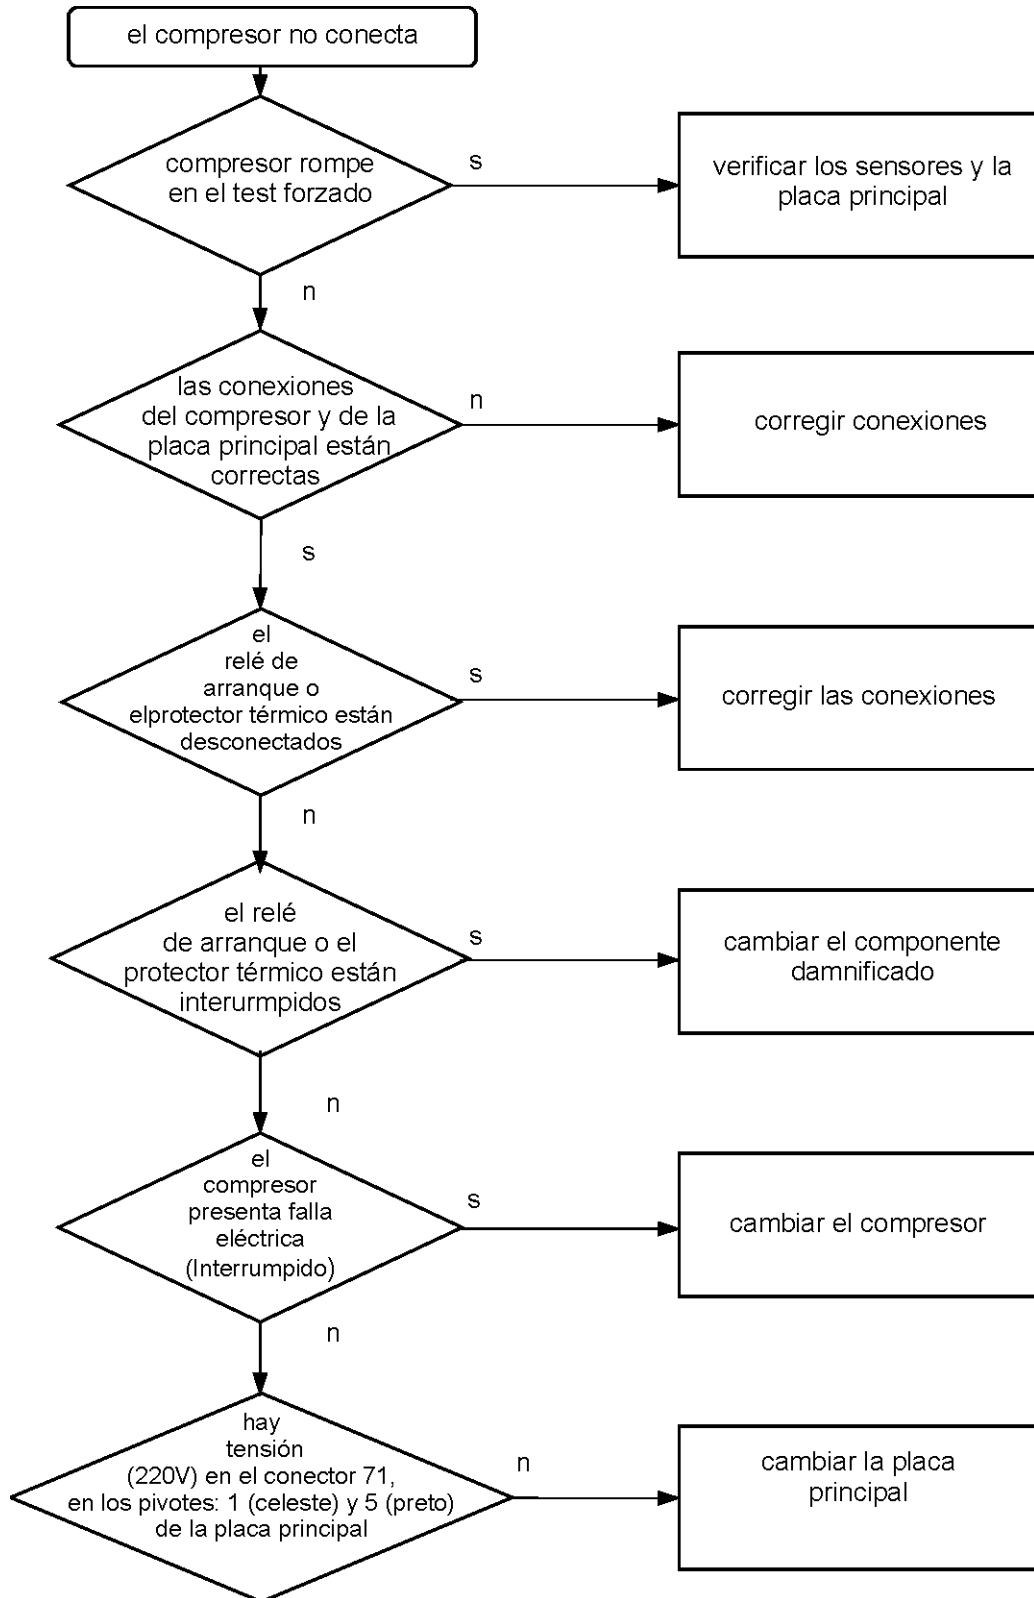 el compresor no conecta
compresor rompe
en el test forzado
s
verificar los sensores y la
placa principal
n
las conexiones
del compresor y de la
placa principal están
correctas
n
corregir conexiones
s
el
relé de
arranque o
elprotector térmico están
desconectados
s
corregir las conexiones
n
el relé
de arranque o el
protector térmico están
interurmpidos
s
cambiar el componente
damnificado
n
el
compresor
presenta falla
eléctrica
(Interrumpido)
s
cambiar el compresor
n
hay
tensión
(220V) en el conector 71,
en los pivotes: 1 (celeste) y 5 (preto)
de la placa principal
n
cambiar la placa
principal